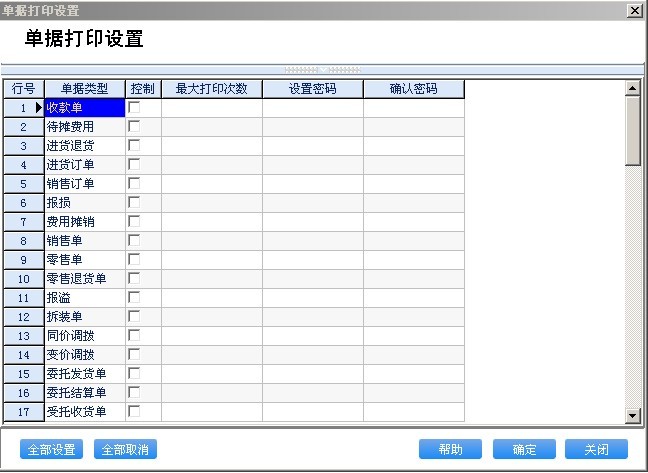 单据打印设置
单据打印设置
行号 单据类型 控制 最大打印次数 设置密码 确认密码
1 收款单
2 待摊费用
3 进货退货
4 进货订单
5 销售订单
6 报损
7 费用摊销
8 销售单
9 零售单
10 零售退货单
11 报溢
12 拆装单
13 同价调拨
14 变价调拨
15 委托发货单
16 委托结算单
17 受托收货单
全部设置 全部取消 帮助 确定 关闭